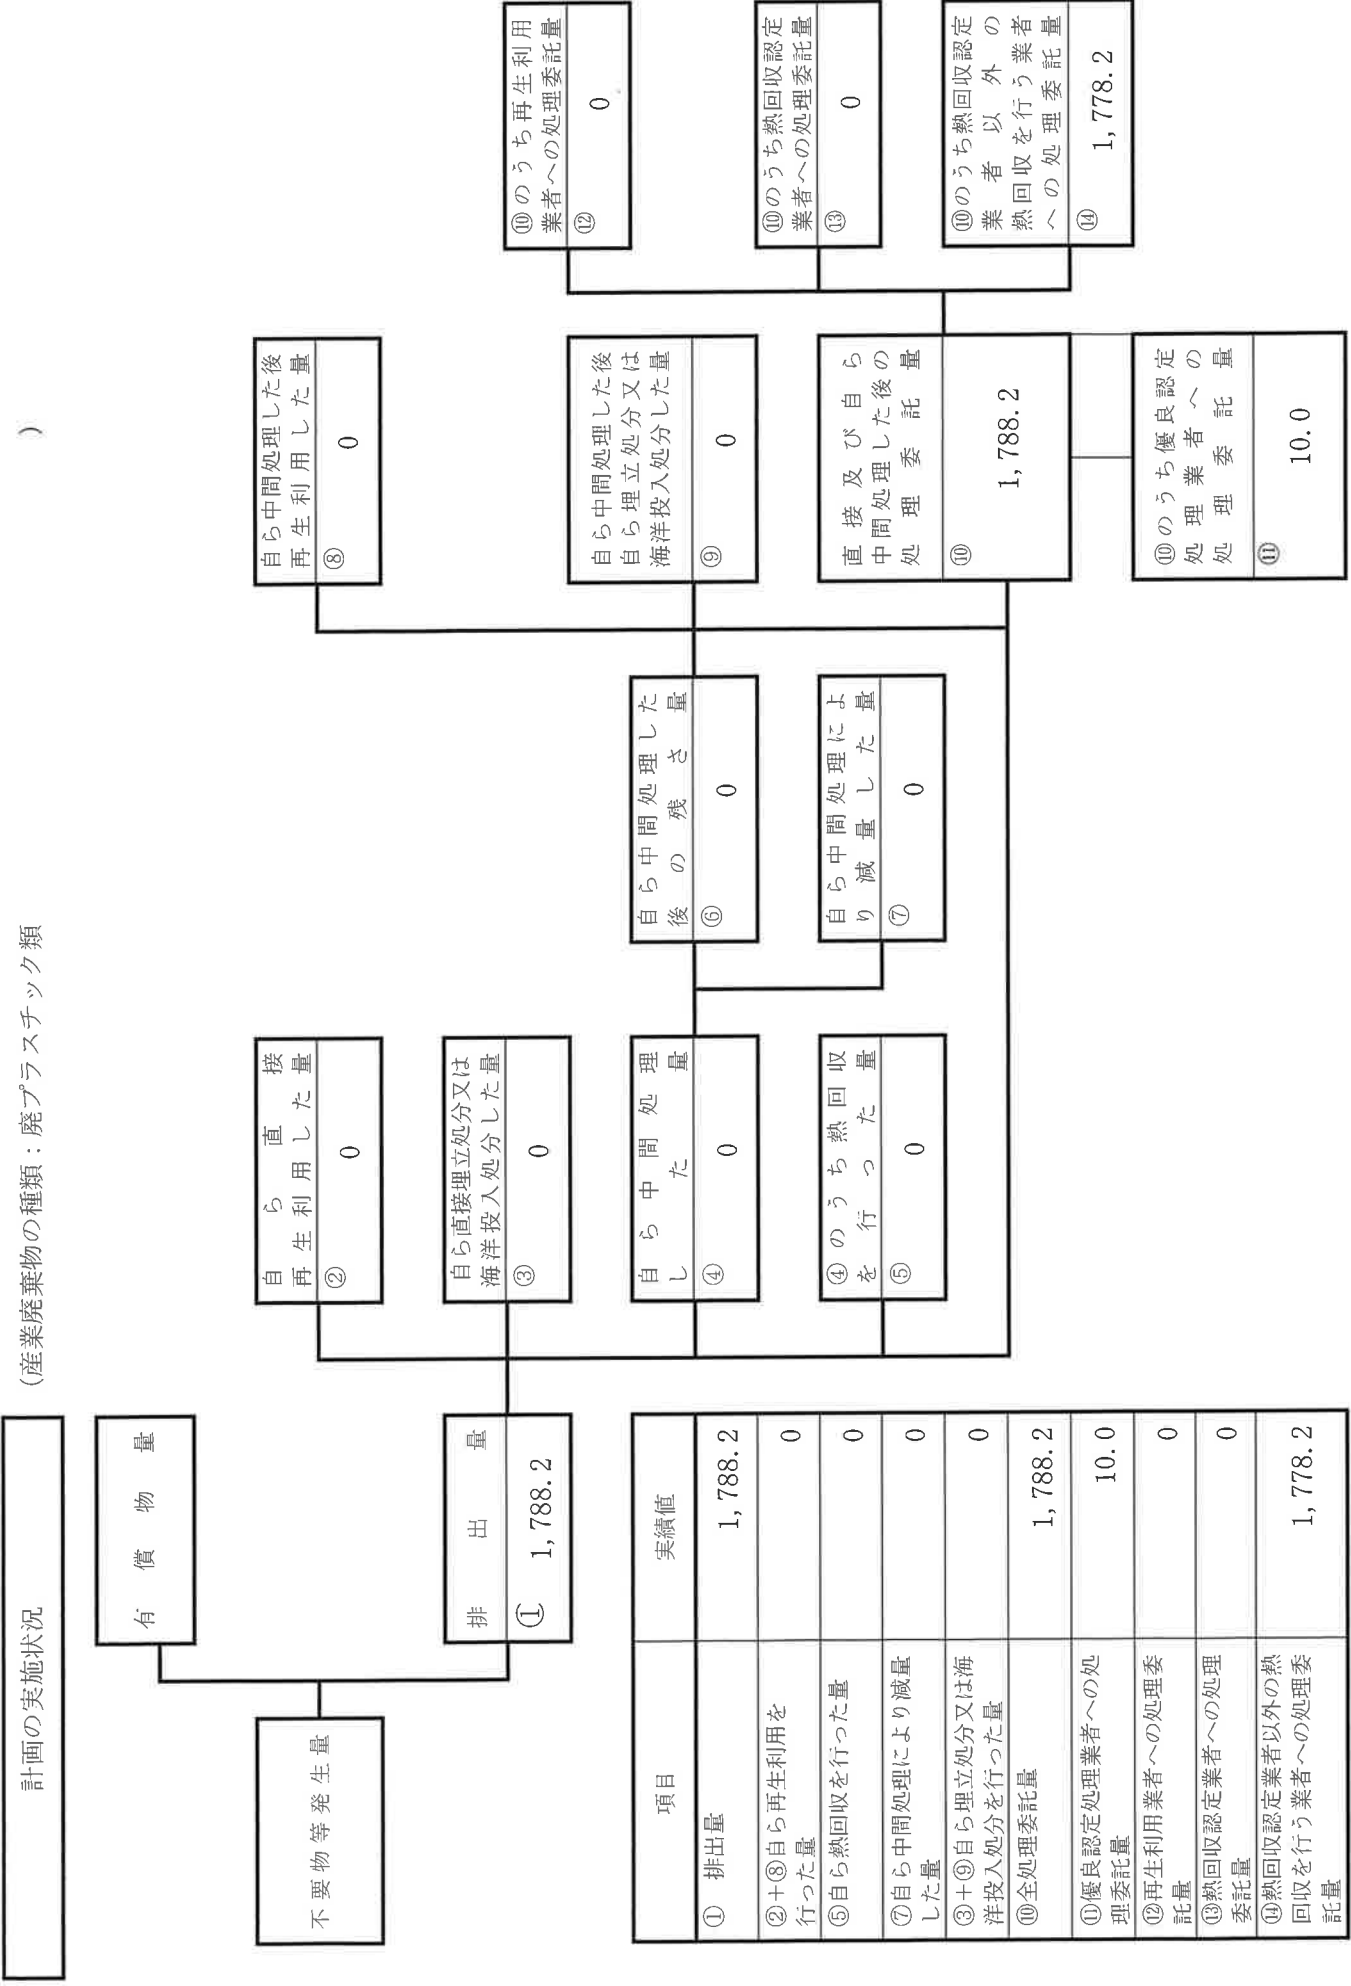 計画の実施状況
(産業廃棄物の種類：廃プラスチック類 )
不要物等発生量
有償物量
排出量
① 1,788.2
自ら直接
再生利用した量
② 0
自ら直接埋立処分又は
海洋投入処分した量
③ 0
自ら中間処理
した量
④ 0
④のうち熱回収
を行った量
⑤ 0
自ら中間処理した
後の残さ量
⑥ 0
自ら中間処理によ
り減量した量
⑦ 0
自ら中間処理した後
再生利用した量
⑧ 0
自ら中間処理した後
自ら埋立処分又は
海洋投入処分した量
⑨ 0
直接及び自ら
中間処理した後の
処理委託量
⑩ 1,788.2
⑩のうち優良認定
処理業者への
処理委託量
⑪ 10.0
⑩のうち再生利用
業者への処理委託量
⑫ 0
⑩のうち熱回収認定
業者への処理委託量
⑬ 0
⑩のうち熱回収認定
業者以外の
熱回収を行う業者
への処理委託量
⑭ 1,778.2
項目 実績値
① 排出量 1,788.2
②＋⑧自ら再生利用を
行った量 0
⑤自ら熱回収を行った量 0
⑦自ら中間処理により減量
した量 0
③＋⑨自ら埋立処分又は海
洋投入処分を行った量 0
⑩全処理委託量 1,788.2
⑪優良認定処理業者への処
理委託量 10.0
⑫再生利用業者への処理委
託量 0
⑬熱回収認定業者への処理
委託量 0
⑭熱回収認定業者以外の熱
回収を行う業者への処理委
託量 1,778.2